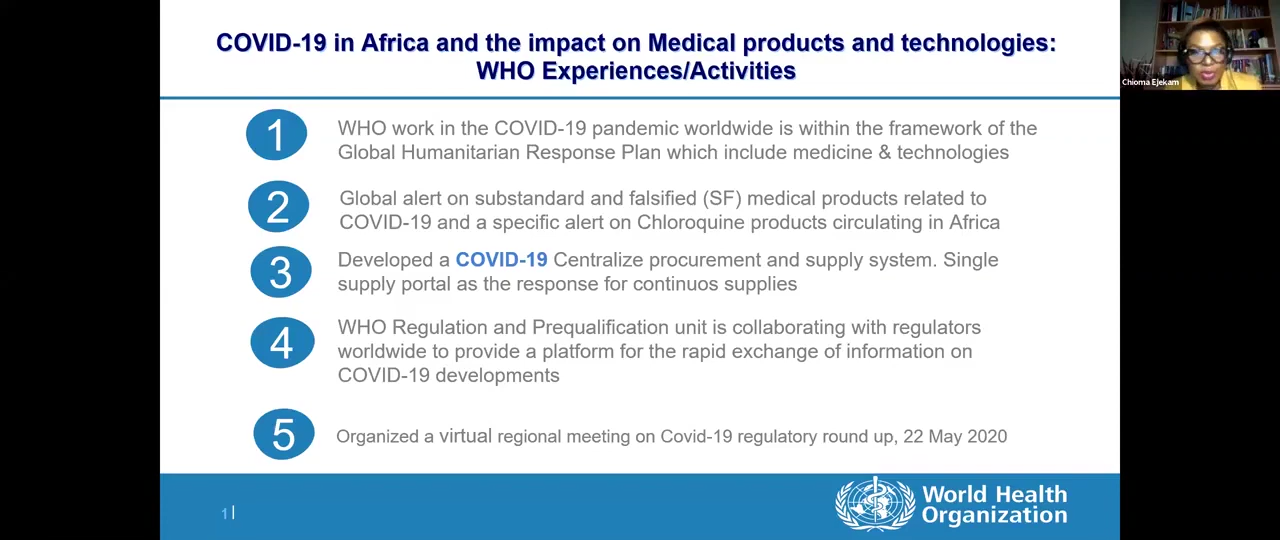 COVID-19 in Africa and the impact on Medical products and technologies:
WHO Experiences/Activities
Chioma Ejekam
1
WHO work in the COVID-19 pandemic worldwide is within the framework of the
Global Humanitarian Response Plan which include medicine & technologies
2
Global alert on substandard and falsified (SF) medical products related to
COVID-19 and a specific alert on Chloroquine products circulating in Africa
3
Developed a COVID-19 Centralize procurement and supply system. Single
supply portal as the response for continuos supplies
4
WHO Regulation and Prequalification unit is collaborating with regulators
worldwide to provide a platform for the rapid exchange of information on
COVID-19 developments
5
Organized a virtual regional meeting on Covid-19 regulatory round up, 22 May 2020
1|
World Health
Organization